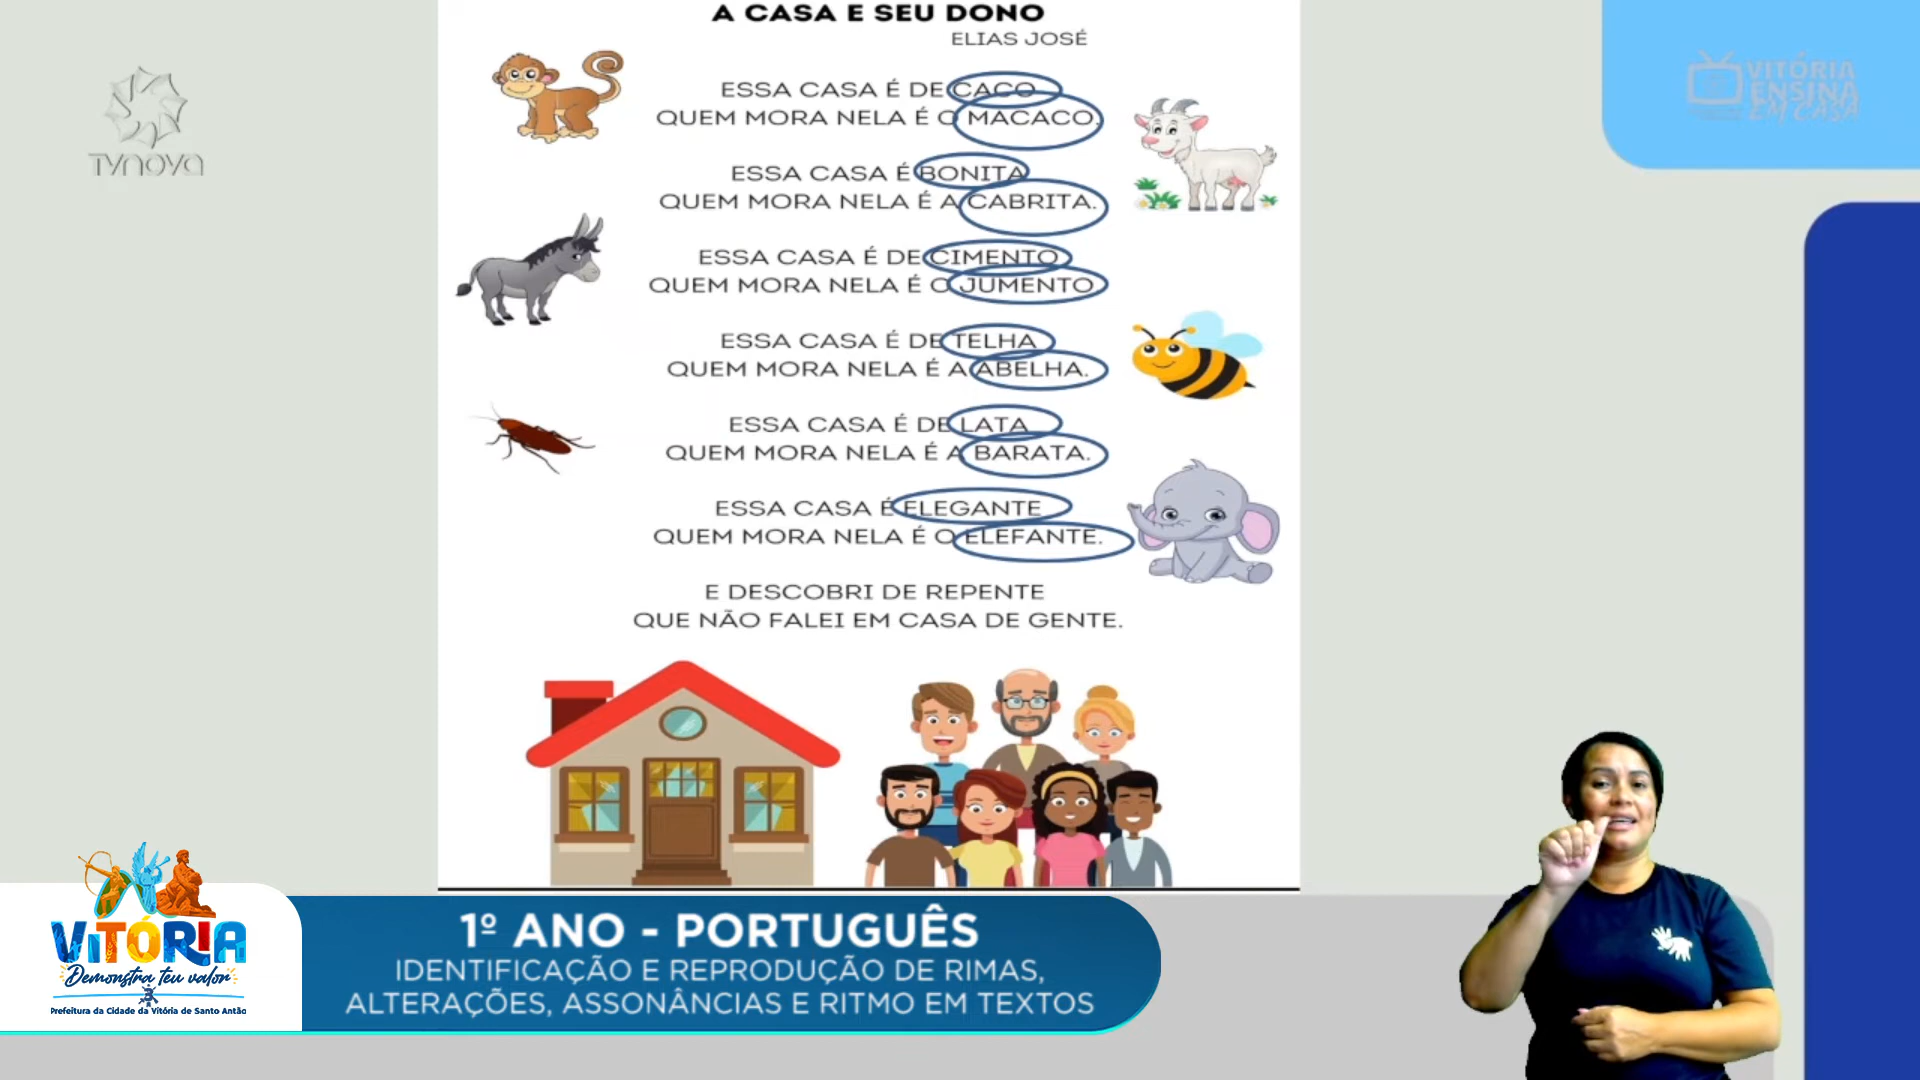 A CASA E SEU DONO
ELIAS JOSÉ
ESSA CASA É DE CACO
QUEM MORA NELA É O MACACO.
ESSA CASA É BONITA
QUEM MORA NELA É A CABRITA.
ESSA CASA É DE CIMENTO
QUEM MORA NELA É O JUMENTO
ESSA CASA É DE TELHA
QUEM MORA NELA É A ABELHA.
ESSA CASA É DE LATA
QUEM MORA NELA É A BARATA.
ESSA CASA É ELEGANTE
QUEM MORA NELA É O ELEFANTE.
E DESCOBRI DE REPENTE
QUE NÃO FALEI EM CASA DE GENTE.
TVNOVA
VITÓRIA
ENSINA
EM CASA
VITÓRIA
Demonstra teu valor
Prefeitura da Cidade da Vitória de Santo Antão
1º ANO - PORTUGUÊS
IDENTIFICAÇÃO E REPRODUÇÃO DE RIMAS,
ALTERAÇÕES, ASSONÂNCIAS E RITMO EM TEXTOS